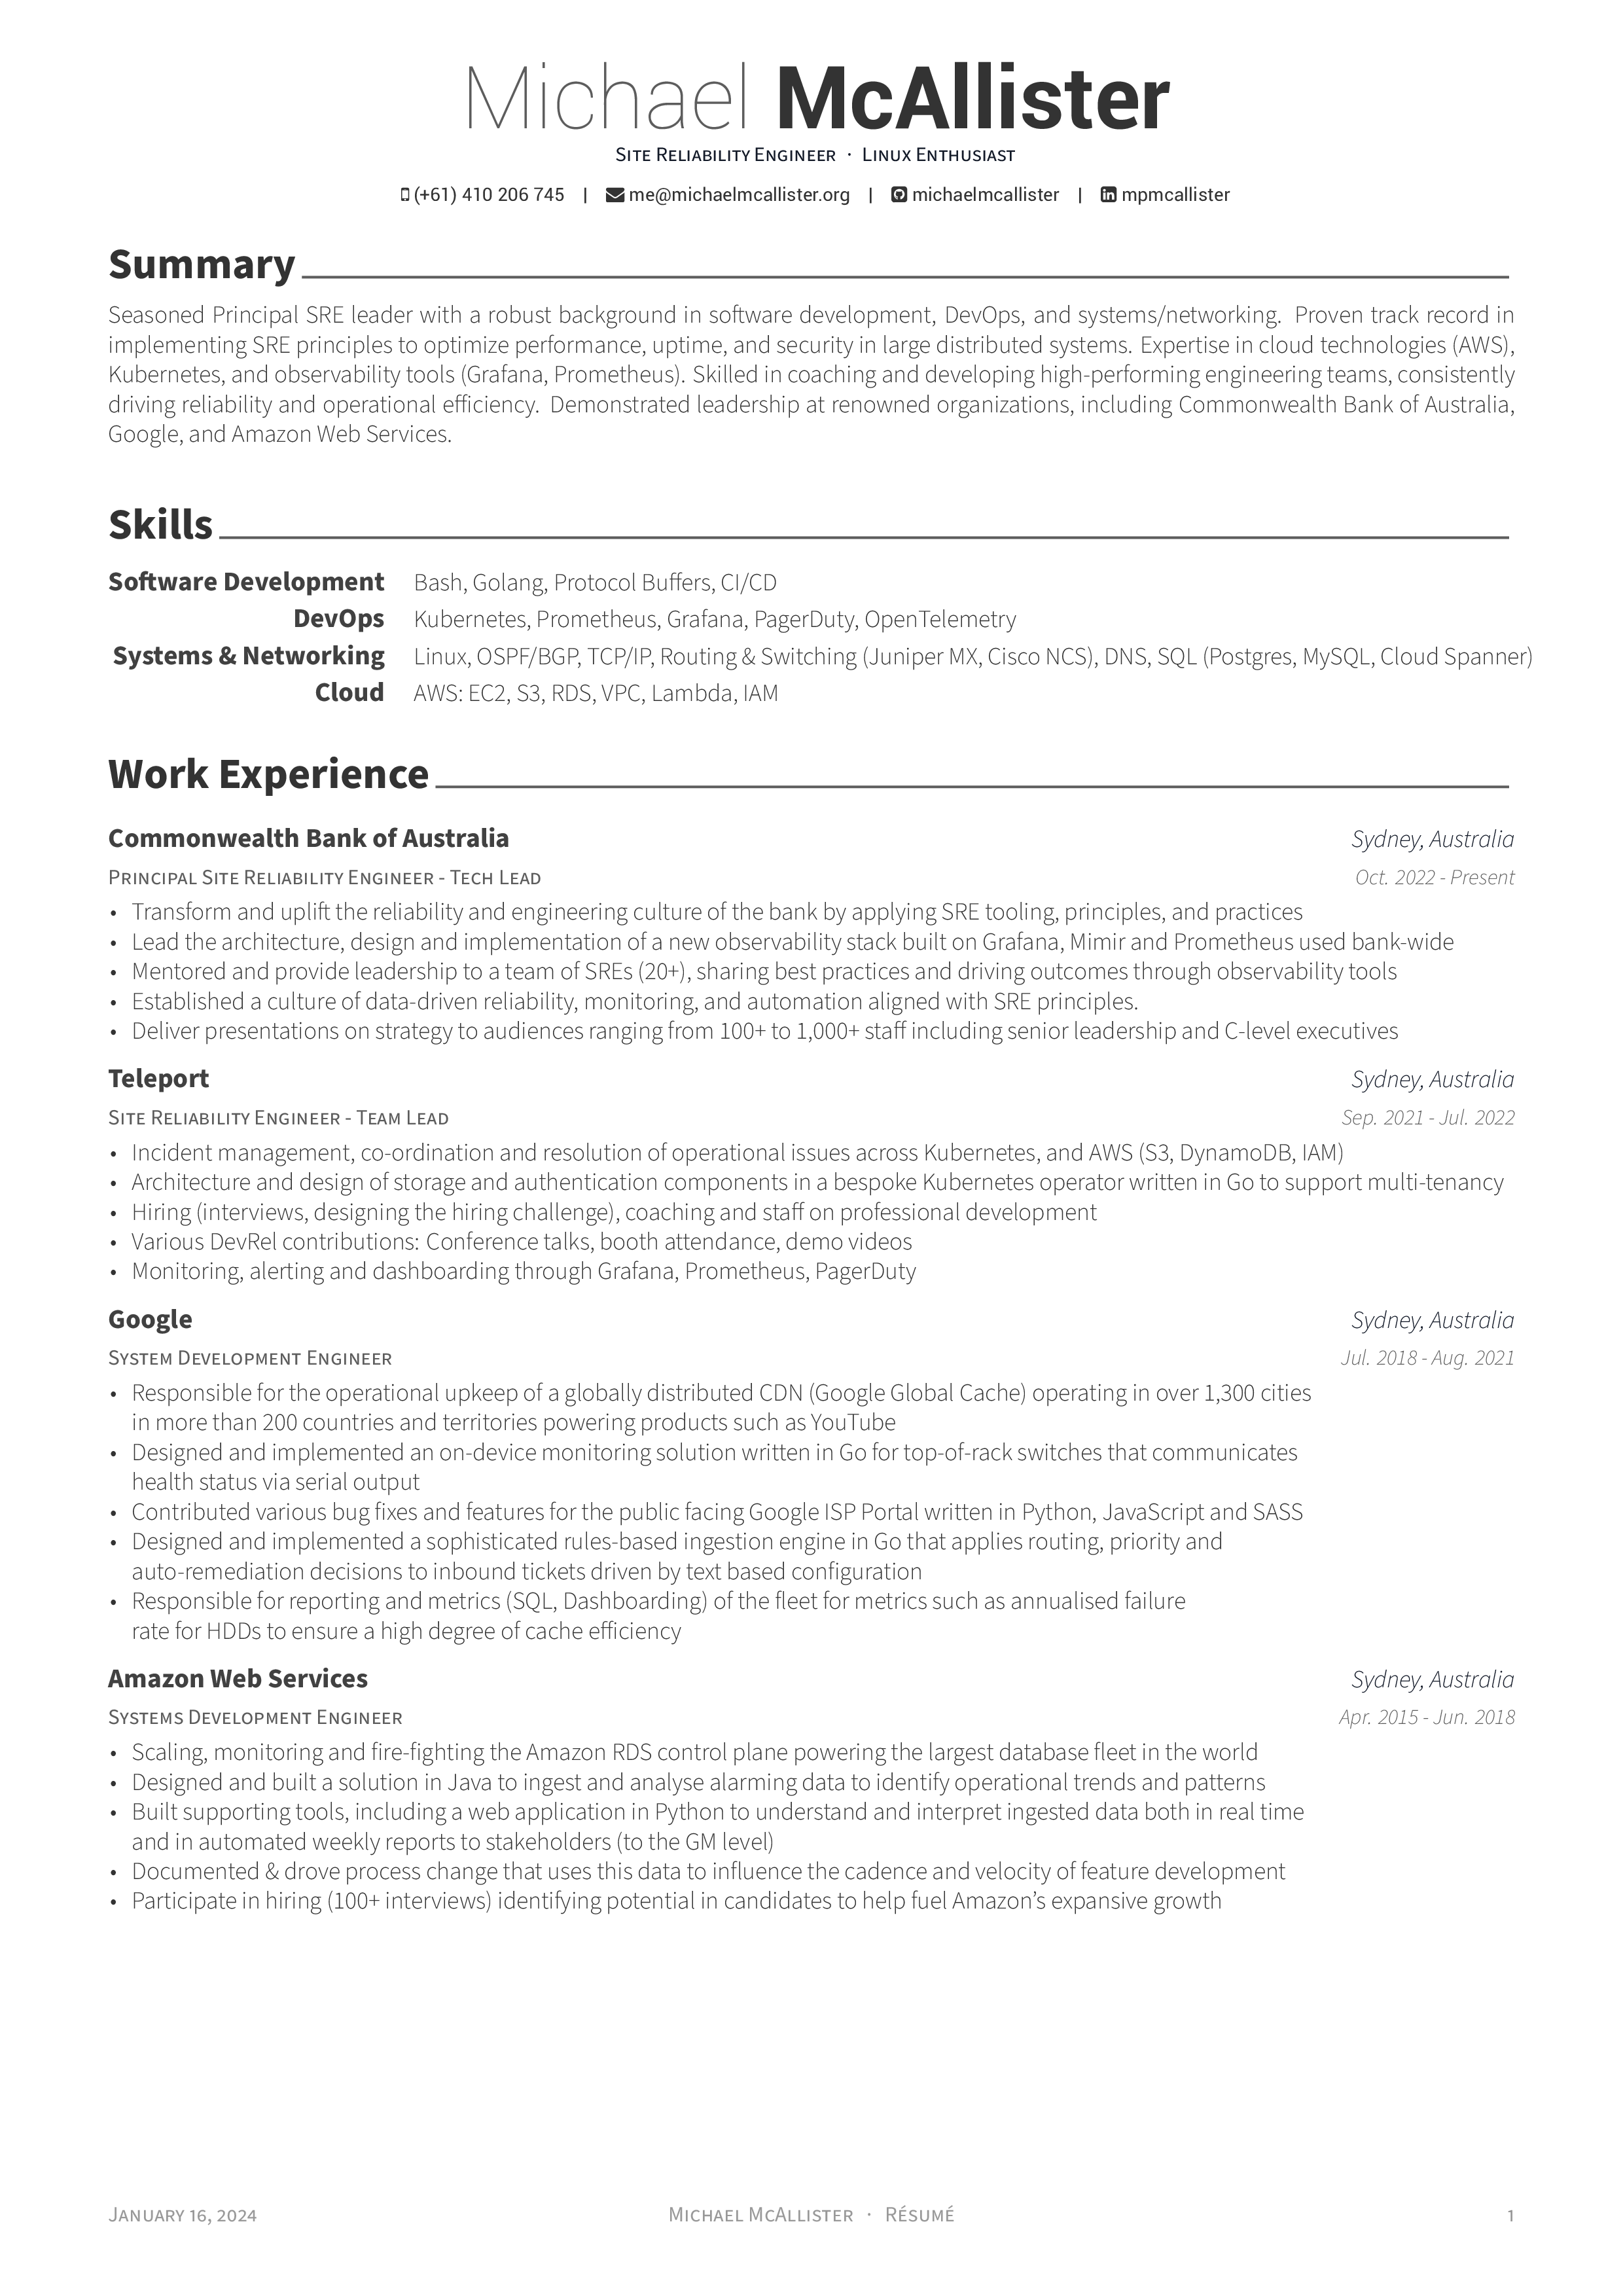 Michael McAllister
Site Reliability Engineer · Linux Enthusiast
(+61) 410 206 745 | me@michaelmcallister.org | michaelmcallister | mpmcallister
Summary
Seasoned Principal SRE leader with a robust background in software development, DevOps, and systems/networking. Proven track record in
implementing SRE principles to optimize performance, uptime, and security in large distributed systems. Expertise in cloud technologies (AWS),
Kubernetes, and observability tools (Grafana, Prometheus). Skilled in coaching and developing high-performing engineering teams, consistently
driving reliability and operational efficiency. Demonstrated leadership at renowned organizations, including Commonwealth Bank of Australia,
Google, and Amazon Web Services.
Skills
Software Development Bash, Golang, Protocol Buffers, CI/CD
DevOps Kubernetes, Prometheus, Grafana, PagerDuty, OpenTelemetry
Systems & Networking Linux, OSPF/BGP, TCP/IP, Routing & Switching (Juniper MX, Cisco NCS), DNS, SQL (Postgres, MySQL, Cloud Spanner)
Cloud AWS: EC2, S3, RDS, VPC, Lambda, IAM
Work Experience
Commonwealth Bank of Australia Sydney, Australia
Principal Site Reliability Engineer - Tech Lead Oct. 2022 - Present
• Transform and uplift the reliability and engineering culture of the bank by applying SRE tooling, principles, and practices
• Lead the architecture, design and implementation of a new observability stack built on Grafana, Mimir and Prometheus used bank-wide
• Mentored and provide leadership to a team of SREs (20+), sharing best practices and driving outcomes through observability tools
• Established a culture of data-driven reliability, monitoring, and automation aligned with SRE principles.
• Deliver presentations on strategy to audiences ranging from 100+ to 1,000+ staff including senior leadership and C-level executives
Teleport Sydney, Australia
Site Reliability Engineer - Team Lead Sep. 2021 - Jul. 2022
• Incident management, co-ordination and resolution of operational issues across Kubernetes, and AWS (S3, DynamoDB, IAM)
• Architecture and design of storage and authentication components in a bespoke Kubernetes operator written in Go to support multi-tenancy
• Hiring (interviews, designing the hiring challenge), coaching and staff on professional development
• Various DevRel contributions: Conference talks, booth attendance, demo videos
• Monitoring, alerting and dashboarding through Grafana, Prometheus, PagerDuty
Google Sydney, Australia
System Development Engineer Jul. 2018 - Aug. 2021
• Responsible for the operational upkeep of a globally distributed CDN (Google Global Cache) operating in over 1,300 cities
in more than 200 countries and territories powering products such as YouTube
• Designed and implemented an on-device monitoring solution written in Go for top-of-rack switches that communicates
health status via serial output
• Contributed various bug fixes and features for the public facing Google ISP Portal written in Python, JavaScript and SASS
• Designed and implemented a sophisticated rules-based ingestion engine in Go that applies routing, priority and
auto-remediation decisions to inbound tickets driven by text based configuration
• Responsible for reporting and metrics (SQL, Dashboarding) of the fleet for metrics such as annualised failure
rate for HDDs to ensure a high degree of cache efficiency
Amazon Web Services Sydney, Australia
Systems Development Engineer Apr. 2015 - Jun. 2018
• Scaling, monitoring and fire-fighting the Amazon RDS control plane powering the largest database fleet in the world
• Designed and built a solution in Java to ingest and analyse alarming data to identify operational trends and patterns
• Built supporting tools, including a web application in Python to understand and interpret ingested data both in real time
and in automated weekly reports to stakeholders (to the GM level)
• Documented & drove process change that uses this data to influence the cadence and velocity of feature development
• Participate in hiring (100+ interviews) identifying potential in candidates to help fuel Amazon’s expansive growth
January 16, 2024 Michael McAllister · Résumé 1